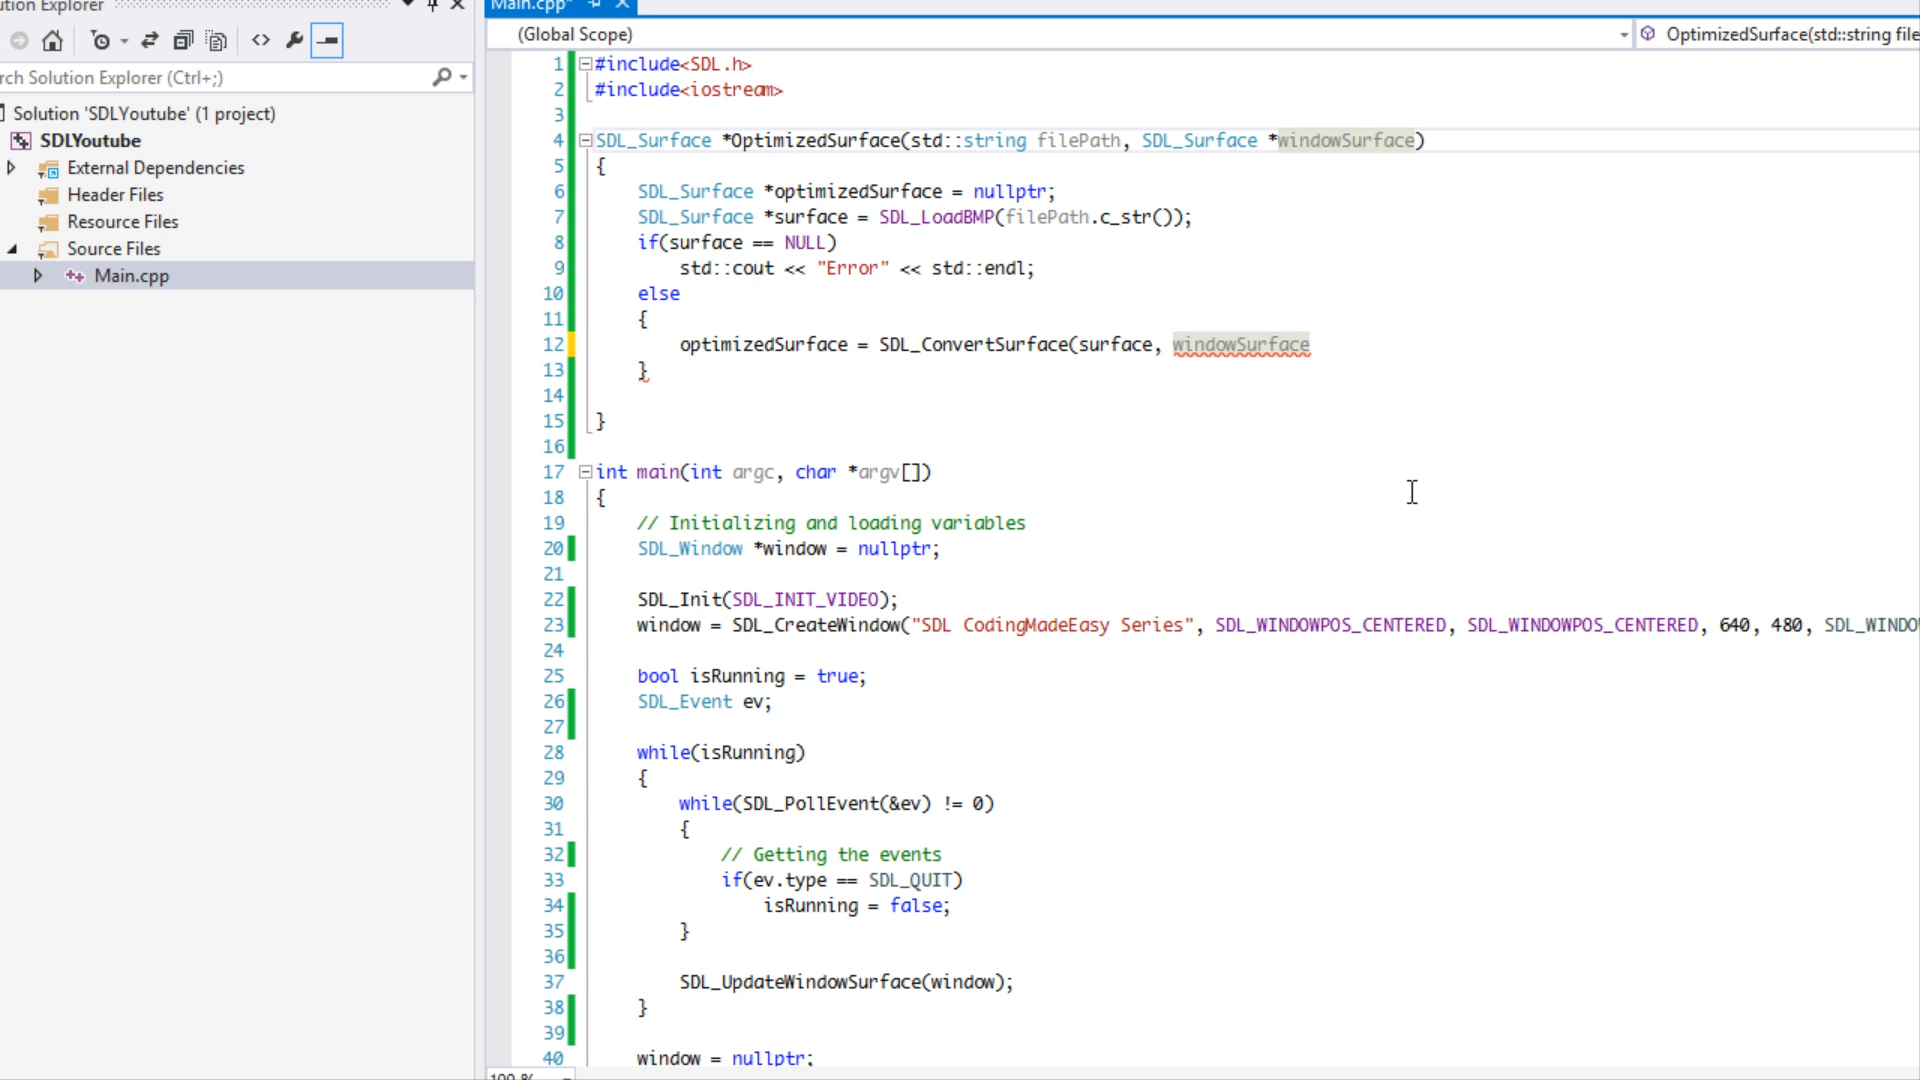 ution Explorer
rch Solution Explorer (Ctrl+;)
Solution 'SDLYoutube' (1 project)
SDLYoutube
External Dependencies
Header Files
Resource Files
Source Files
Main.cpp
Main.cpp*
(Global Scope)
OptimizedSurface(std::string file
1 #include<SDL.h>
2 #include<iostream>
3
4 SDL_Surface *OptimizedSurface(std::string filePath, SDL_Surface *windowSurface)
5 {
6 SDL_Surface *optimizedSurface = nullptr;
7 SDL_Surface *surface = SDL_LoadBMP(filePath.c_str());
8 if(surface == NULL)
9 std::cout << "Error" << std::endl;
10 else
11 {
12 optimizedSurface = SDL_ConvertSurface(surface, windowSurface
13 }
14
15 }
16
17 int main(int argc, char *argv[])
18 {
19 // Initializing and loading variables
20 SDL_Window *window = nullptr;
21
22 SDL_Init(SDL_INIT_VIDEO);
23 window = SDL_CreateWindow("SDL CodingMadeEasy Series", SDL_WINDOWPOS_CENTERED, SDL_WINDOWPOS_CENTERED, 640, 480, SDL_WINDO
24
25 bool isRunning = true;
26 SDL_Event ev;
27
28 while(isRunning)
29 {
30 while(SDL_PollEvent(&ev) != 0)
31 {
32 // Getting the events
33 if(ev.type == SDL_QUIT)
34 isRunning = false;
35 }
36
37 SDL_UpdateWindowSurface(window);
38 }
39
40 window = nullptr;
100 %